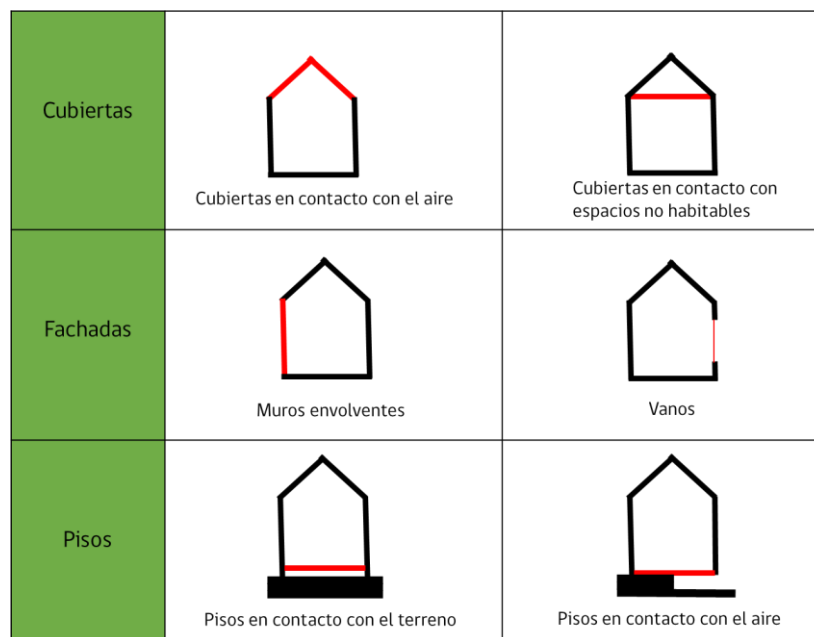 Cubiertas
Cubiertas en contacto con el aire
Cubiertas en contacto con
espacios no habitables
Fachadas
Muros envolventes
Vanos
Pisos
Pisos en contacto con el terreno
Pisos en contacto con el aire